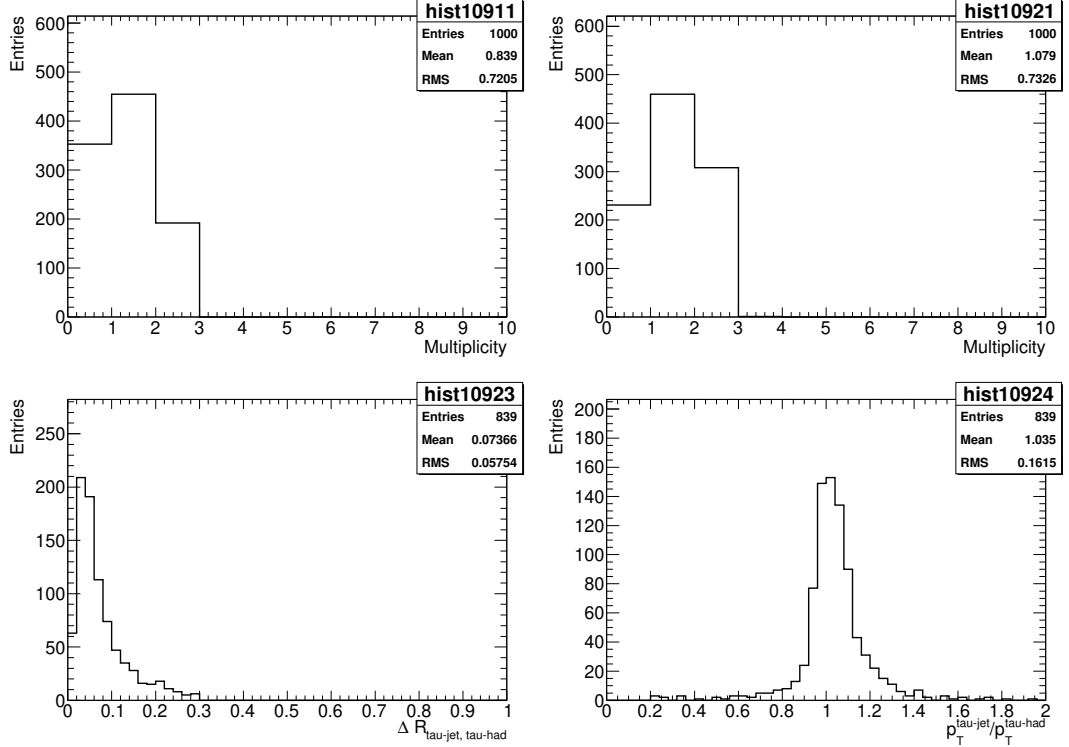 hist10911
Entries 1000
Mean 0.839
RMS 0.7205
Entries
600
500
400
300
200
100
0
0 1 2 3 4 5 6 7 8 9 10
Multiplicity
hist10921
Entries 1000
Mean 1.079
RMS 0.7326
Entries
600
500
400
300
200
100
0
0 1 2 3 4 5 6 7 8 9 10
Multiplicity
hist10923
Entries 839
Mean 0.07366
RMS 0.05754
Entries
250
200
150
100
50
0
0 0.1 0.2 0.3 0.4 0.5 0.6 0.7 0.8 0.9 1
Δ R tau-jet, tau-had
hist10924
Entries 839
Mean 1.035
RMS 0.1615
Entries
200
180
160
140
120
100
80
60
40
20
0
0 0.2 0.4 0.6 0.8 1 1.2 1.4 1.6 1.8 2
p_T^tau-jet/p_T^tau-had